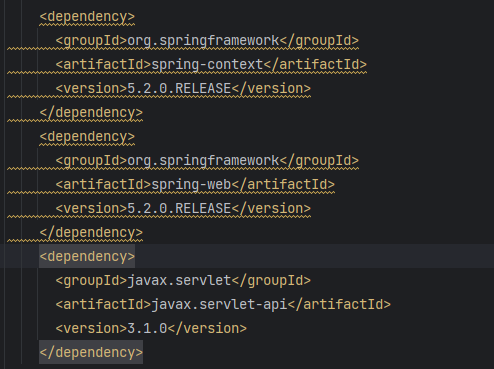 <dependency>
<groupId>org.springframework</groupId>
<artifactId>spring-context</artifactId>
<version>5.2.0.RELEASE</version>
</dependency>
<dependency>
<groupId>org.springframework</groupId>
<artifactId>spring-web</artifactId>
<version>5.2.0.RELEASE</version>
</dependency>
<dependency>
<groupId>javax.servlet</groupId>
<artifactId>javax.servlet-api</artifactId>
<version>3.1.0</version>
</dependency>